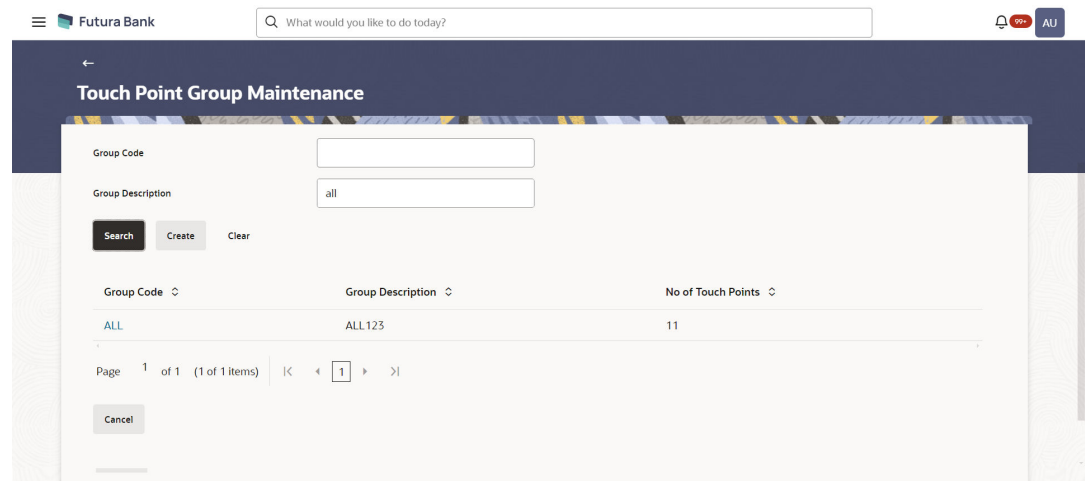 Futura Bank What would you like to do today? 99+ AU
Touch Point Group Maintenance
Group Code
Group Description all
Search Create Clear
Group Code Group Description No of Touch Points
ALL ALL123 11
Page 1 of 1 (1 of 1 items) 1
Cancel